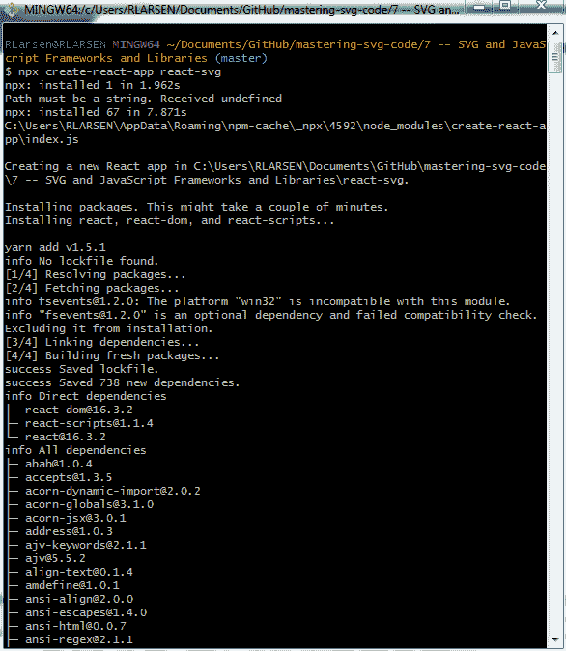 MINGW64:/c/Users/RLARSEN/Documents/GitHub/mastering-svg-code/7 -- SVG an...
RLarsen@RLARSEN MINGW64 ~/Documents/GitHub/mastering-svg-code/7 -- SVG and JavaS
cript Frameworks and Libraries (master)
$ npx create-react-app react-svg
npx: installed 1 in 1.962s
Path must be a string. Received undefined
npx: installed 67 in 7.871s
C:\Users\RLARSEN\AppData\Roaming\npm-cache\_npx\4592\node_modules\create-react-a
pp\index.js
Creating a new React app in C:\Users\RLARSEN\Documents\GitHub\mastering-svg-code
\7 -- SVG and JavaScript Frameworks and Libraries\react-svg.
Installing packages. This might take a couple of minutes.
Installing react, react-dom, and react-scripts...
yarn add v1.5.1
info No lockfile found.
[1/4] Resolving packages...
[2/4] Fetching packages...
info fsevents@1.2.0: The platform "win32" is incompatible with this module.
info "fsevents@1.2.0" is an optional dependency and failed compatibility check.
Excluding it from installation.
[3/4] Linking dependencies...
[4/4] Building fresh packages...
success Saved lockfile.
success Saved 738 new dependencies.
info Direct dependencies
├─ react-dom@16.3.2
├─ react-scripts@1.1.4
└─ react@16.3.2
info All dependencies
├─ abab@1.0.4
├─ accepts@1.3.5
├─ acorn-dynamic-import@2.0.2
├─ acorn-globals@3.1.0
├─ acorn-jsx@3.0.1
├─ address@1.0.3
├─ ajv-keywords@2.1.1
├─ ajv@5.5.2
├─ align-text@0.1.4
├─ amdefine@1.0.1
├─ ansi-align@2.0.0
├─ ansi-escapes@1.4.0
├─ ansi-html@0.0.7
├─ ansi-regex@2.1.1